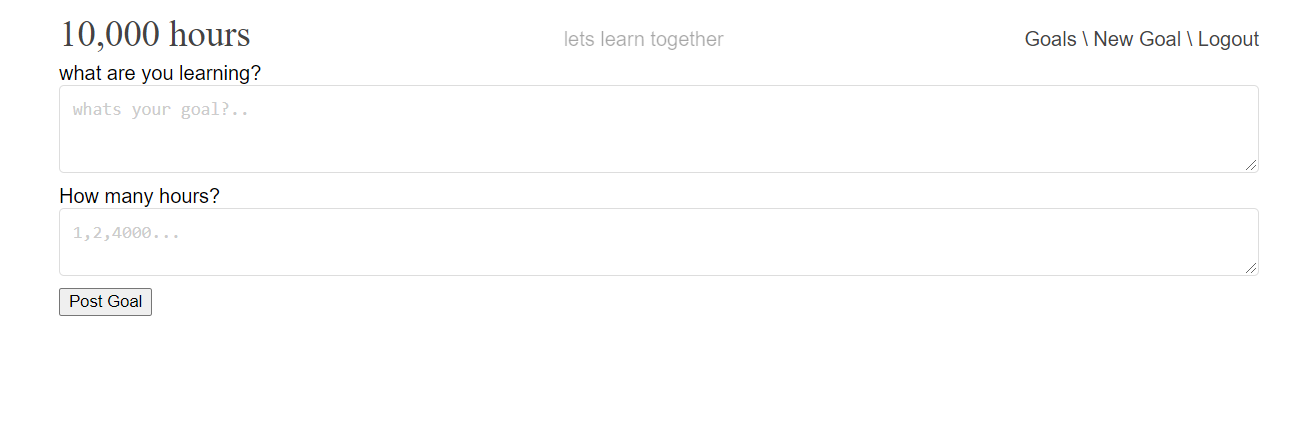 10,000 hours
lets learn together
Goals \ New Goal \ Logout
what are you learning?
whats your goal?..
How many hours?
1,2,4000...
Post Goal